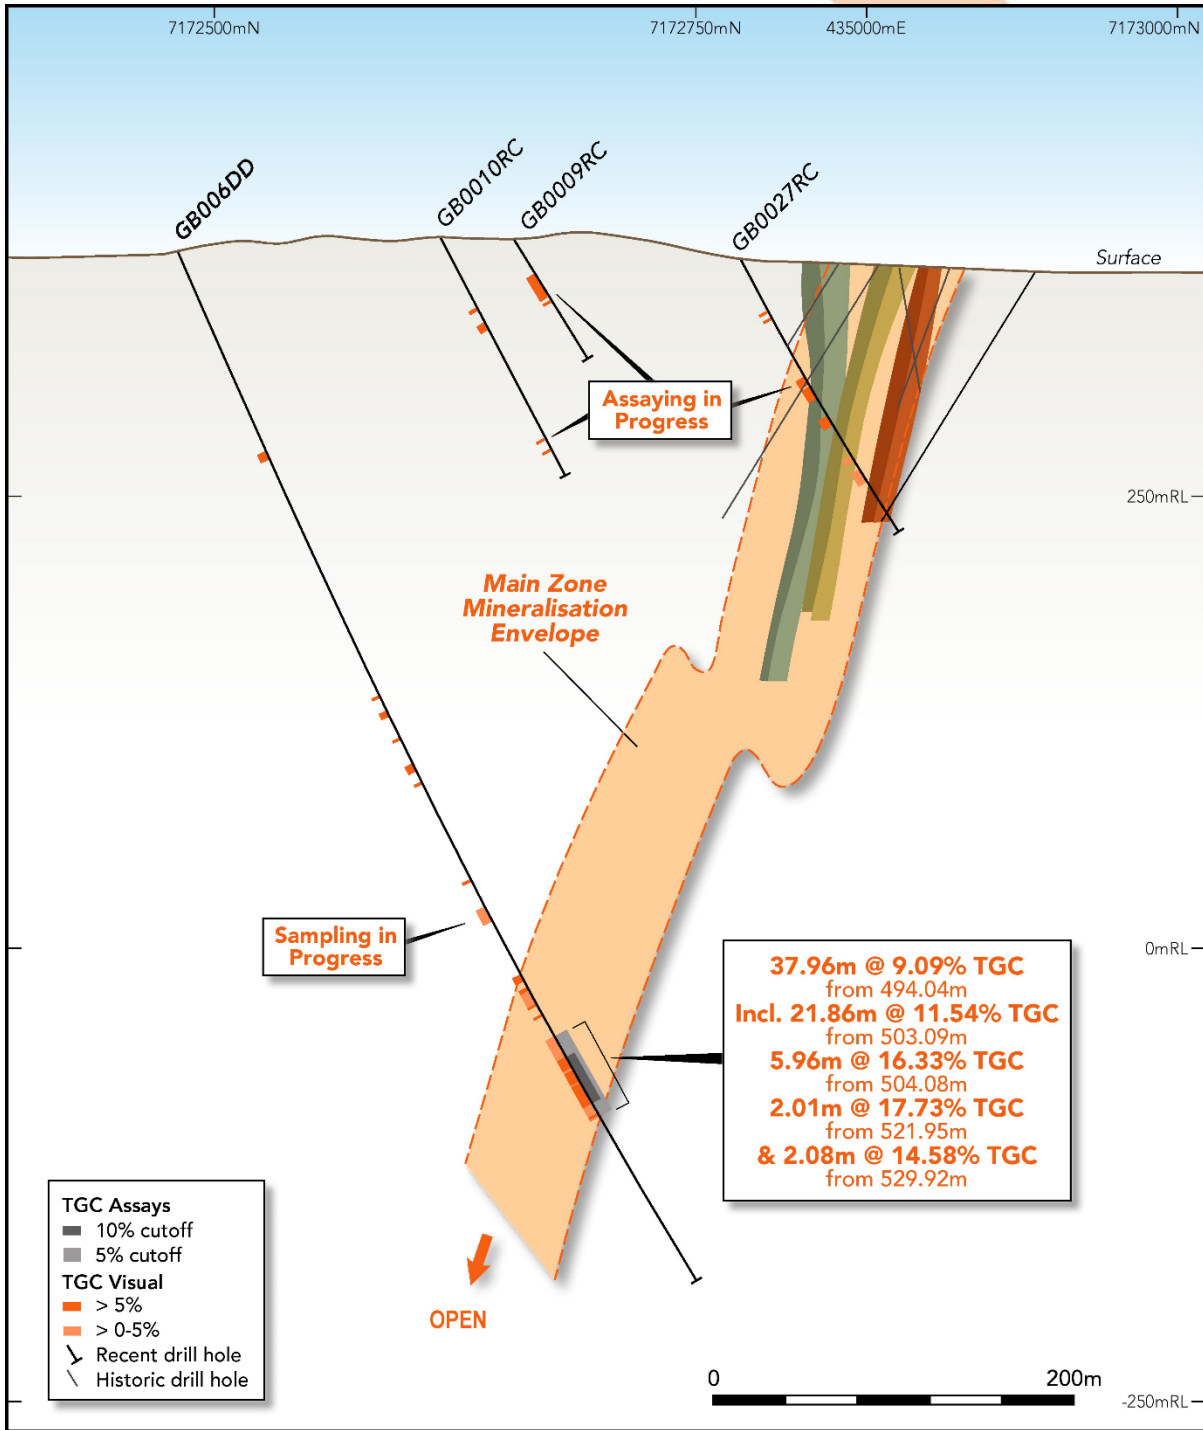 7172500mN
7172750mN
435000mE
7173000mN
GB006DD
GB0010RC
GB0009RC
GB0027RC
Surface
Assaying in
Progress
250mRL
Main Zone
Mineralisation
Envelope
Sampling in
Progress
0mRL
37.96m @ 9.09% TGC
from 494.04m
Incl. 21.86m @ 11.54% TGC
from 503.09m
5.96m @ 16.33% TGC
from 504.08m
2.01m @ 17.73% TGC
from 521.95m
& 2.08m @ 14.58% TGC
from 529.92m
TGC Assays
10% cutoff
5% cutoff
TGC Visual
> 5%
> 0-5%
Recent drill hole
Historic drill hole
OPEN
0
200m
-250mRL